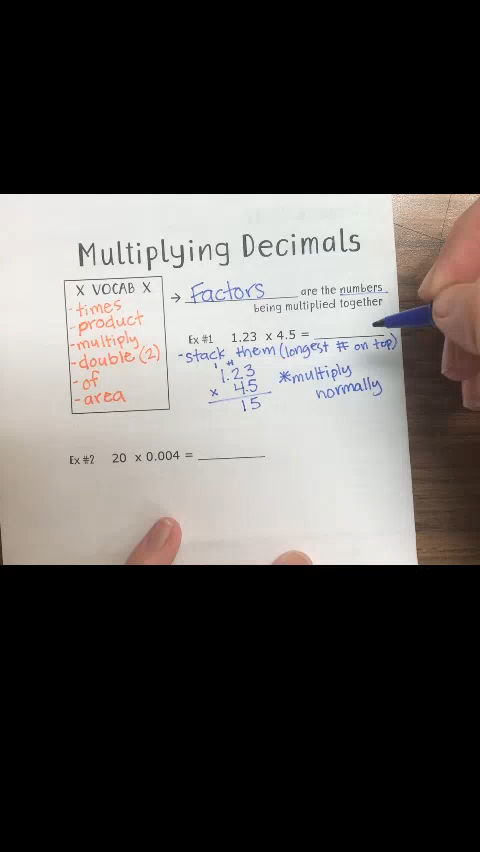 Multiplying Decimals
X VOCAB X
-times
-product
-multiply
-double (2)
-of
-area
→ Factors are the numbers
being multiplied together
Ex #1 1.23 x 4.5 =
-stack them (longest # on top)
1.23
x 4.5
15
*multiply
normally
Ex #2 20 x 0.004 =